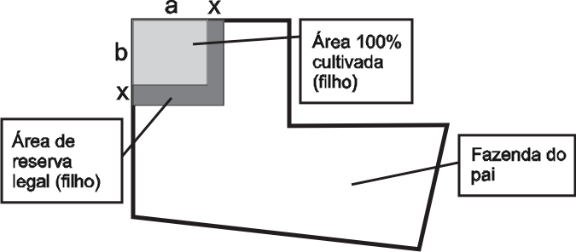 a
x
b
x
Área 100%
cultivada
(filho)
Área de
reserva
legal (filho)
Fazenda do
pai